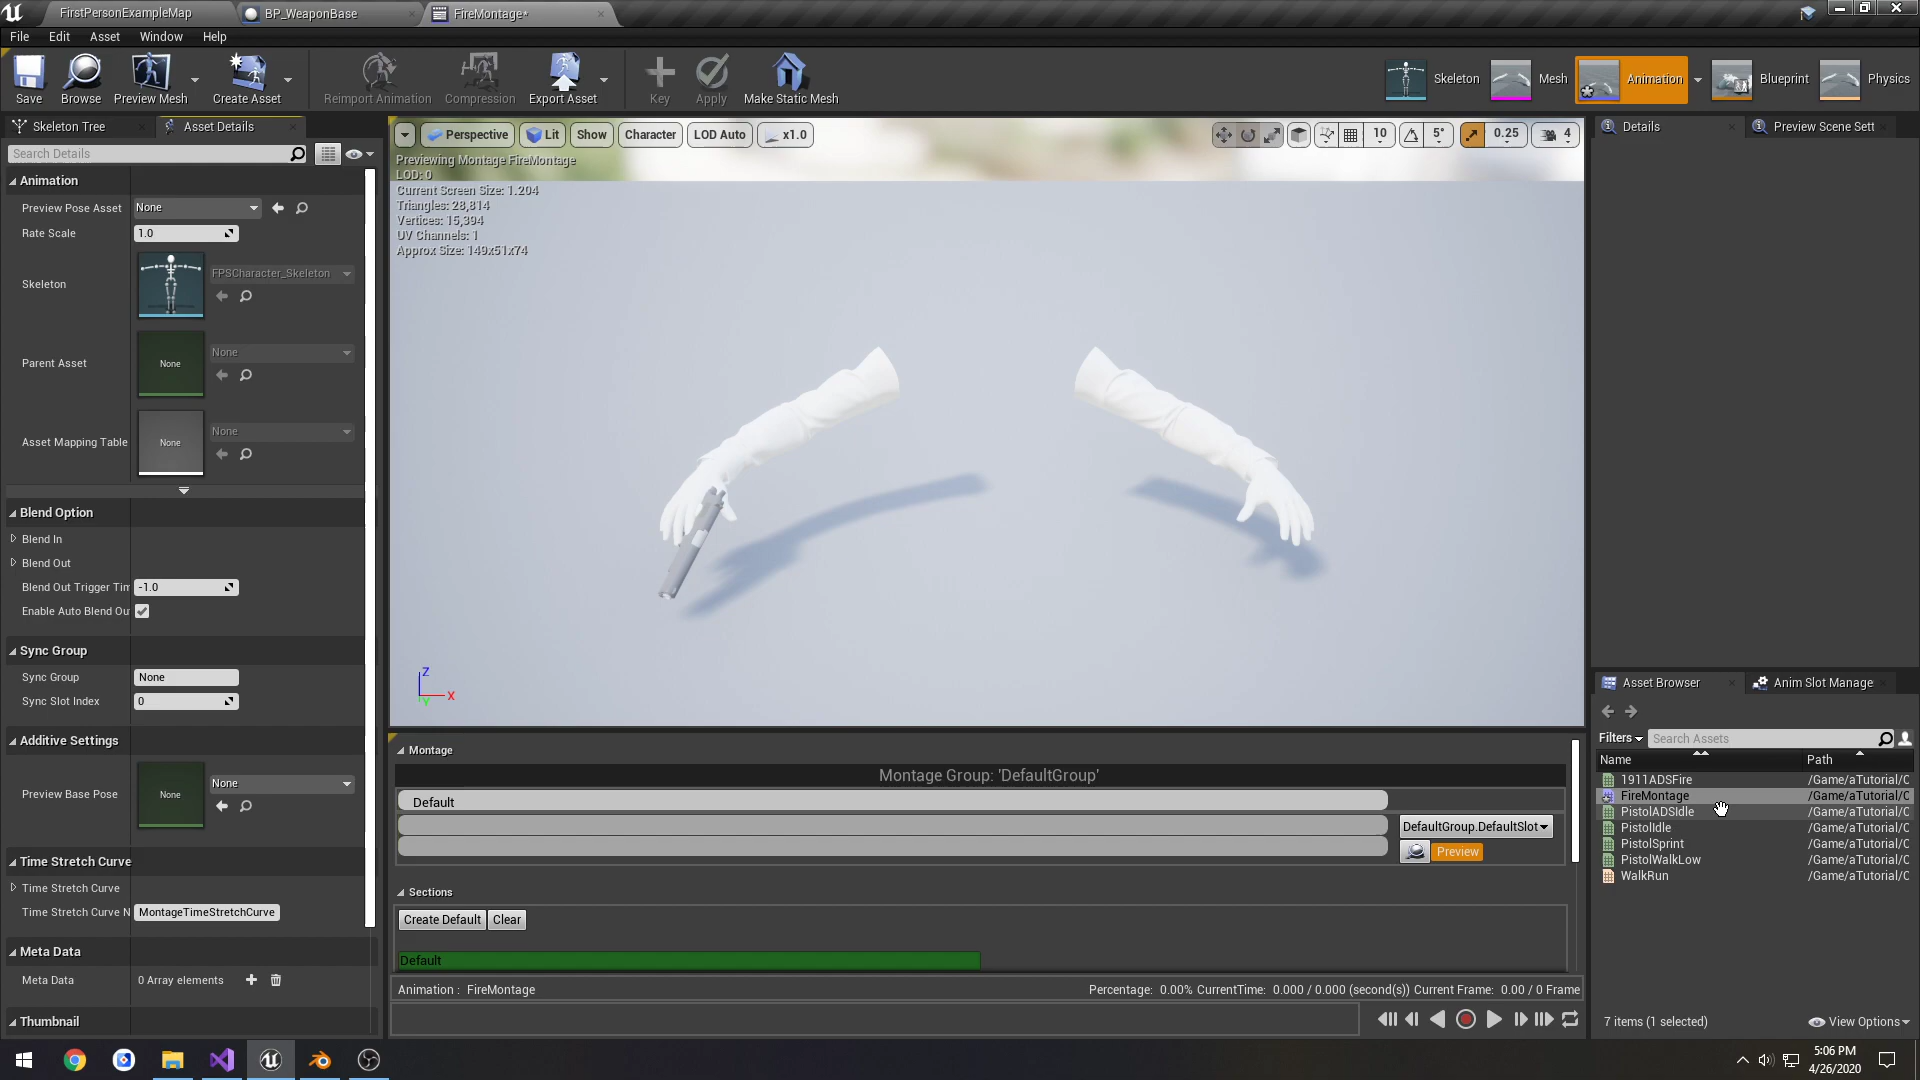 FirstPersonExampleMap
BP_WeaponBase
FireMontage*
File Edit Asset Window Help
Save
Browse
Preview Mesh
Create Asset
Reimport Animation
Compression
Export Asset
Key
Apply
Make Static Mesh
Skeleton
Mesh
Animation
Blueprint
Physics
Skeleton Tree
Asset Details
Search Details
Animation
Preview Pose Asset None
Rate Scale 1.0
Skeleton FPSCharacter_Skeleton
Parent Asset None None
Asset Mapping Table None None
Blend Option
Blend In
Blend Out
Blend Out Trigger Tim -1.0
Enable Auto Blend Ou
Sync Group
Sync Group None
Sync Slot Index 0
Additive Settings
Preview Base Pose None None
Time Stretch Curve
Time Stretch Curve
Time Stretch Curve N MontageTimeStretchCurve
Meta Data
Meta Data 0 Array elements
Thumbnail
Perspective Lit Show Character LOD Auto x1.0
10 5° 0.25 4
Previewing Montage FireMontage
LOD: 0
Current Screen Size: 1.204
Triangles: 28,814
Vertices: 15,394
UV Channels: 1
Approx Size: 149x51x74
Z
X
Y
Montage
Montage Group: 'DefaultGroup'
Default
DefaultGroup.DefaultSlot
Preview
Sections
Create Default Clear
Default
Animation : FireMontage
Percentage: 0.00% CurrentTime: 0.000 / 0.000 (second(s)) Current Frame: 0.00 / 0 Frame
Details
Preview Scene Sett
Asset Browser
Anim Slot Manage
Filters Search Assets
Name Path
1911ADSFire /Game/aTutorial/C
FireMontage /Game/aTutorial/C
PistolADSIdle /Game/aTutorial/C
PistolIdle /Game/aTutorial/C
PistolSprint /Game/aTutorial/C
PistolWalkLow /Game/aTutorial/C
WalkRun /Game/aTutorial/C
7 items (1 selected)
View Options
5:06 PM
4/26/2020